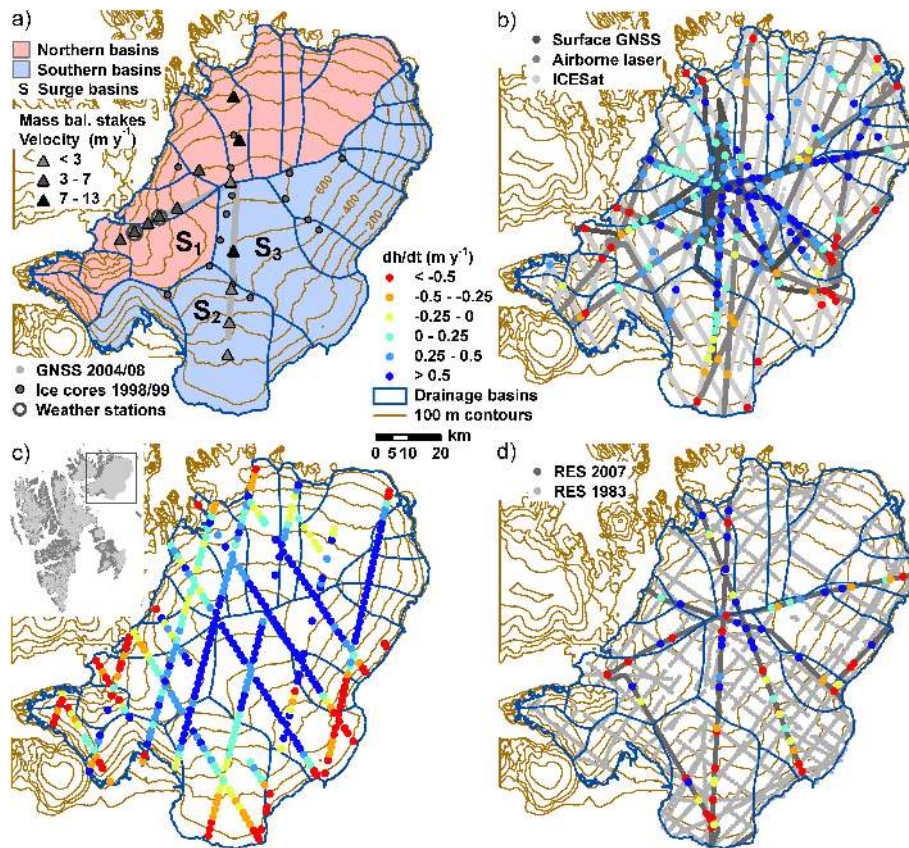 a)
Northern basins
Southern basins
S Surge basins
Mass bal. stakes
Velocity (m y⁻¹)
< 3
3 - 7
7 - 13
600
400
200
S₁
S₃
S₂
GNSS 2004/08
Ice cores 1998/99
Weather stations
b)
Surface GNSS
Airborne laser
ICESat
dh/dt (m y⁻¹)
< -0.5
-0.5 - -0.25
-0.25 - 0
0 - 0.25
0.25 - 0.5
> 0.5
Drainage basins
100 m contours
km
0 5 10 20
c)
d)
RES 2007
RES 1983